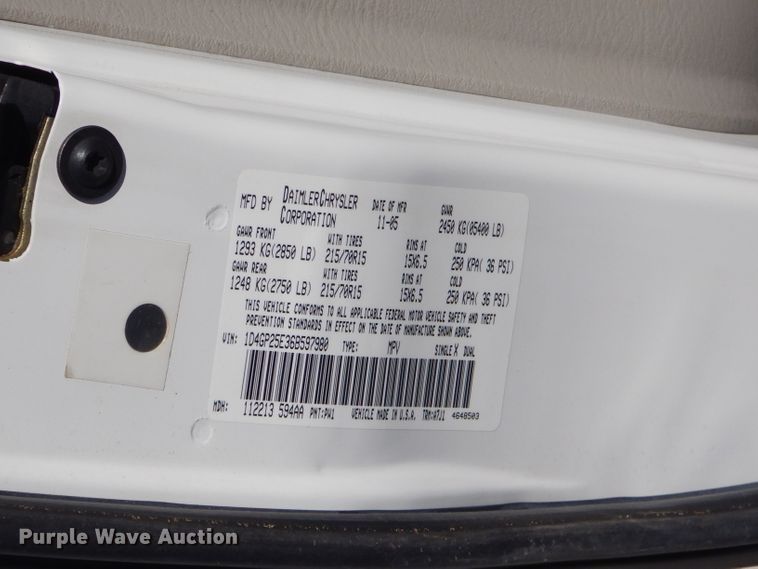 MFD BY DAIMLERCHRYSLER CORPORATION DATE OF MFR 11-05 GVWR 2450 KG(05400 LB)
GAWR FRONT WITH TIRES RIMS AT COLD
1293 KG(2850 LB) 215/70R15 15X6.5 250 KPA( 36 PSI)
GAWR REAR WITH TIRES RIMS AT COLD
1248 KG(2750 LB) 215/70R15 15X6.5 250 KPA( 36 PSI)
THIS VEHICLE CONFORMS TO ALL APPLICABLE FEDERAL MOTOR VEHICLE SAFETY AND THEFT
PREVENTION STANDARDS IN EFFECT ON THE DATE OF MANUFACTURE SHOWN ABOVE.
VIN: 1D4GP25E36B597980 TYPE: MPV SINGLE X DUAL
MDH: 112213 594AA PNT:PW1 VEHICLE MADE IN U.S.A. TRM:A7J1 4648503
Purple Wave Auction